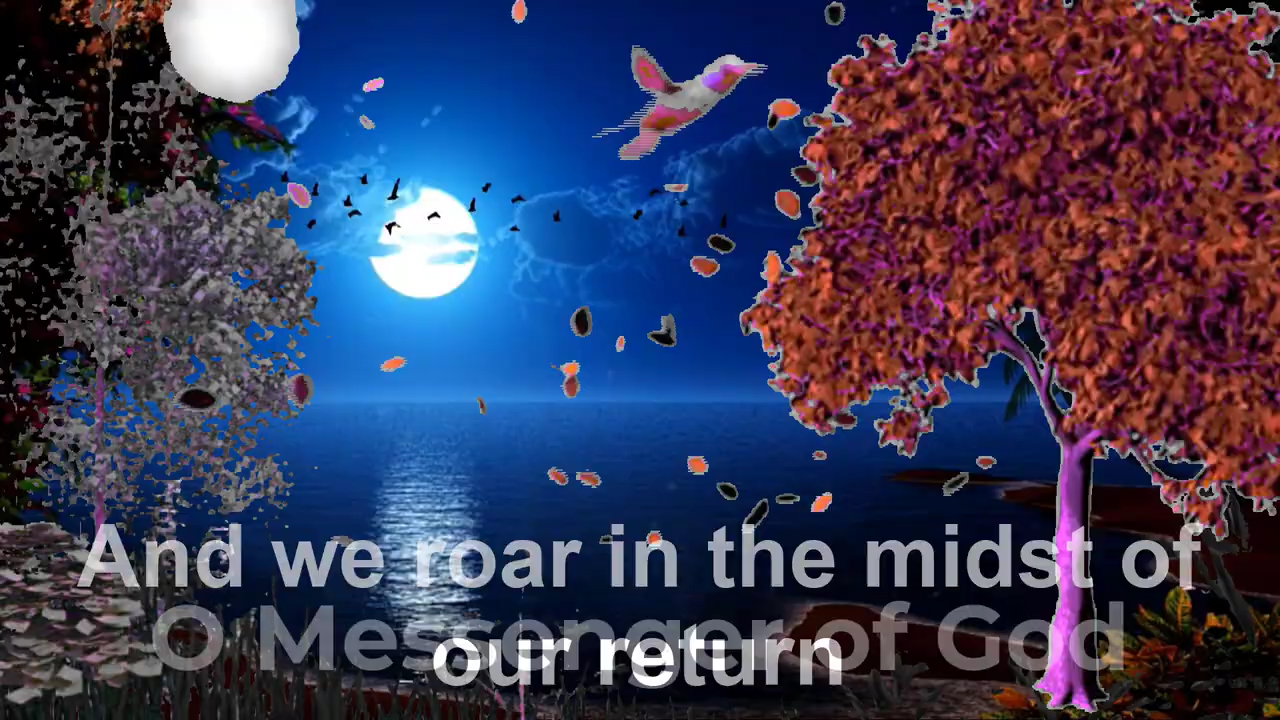 And we roar in the midst of
O Messenger of God
our return